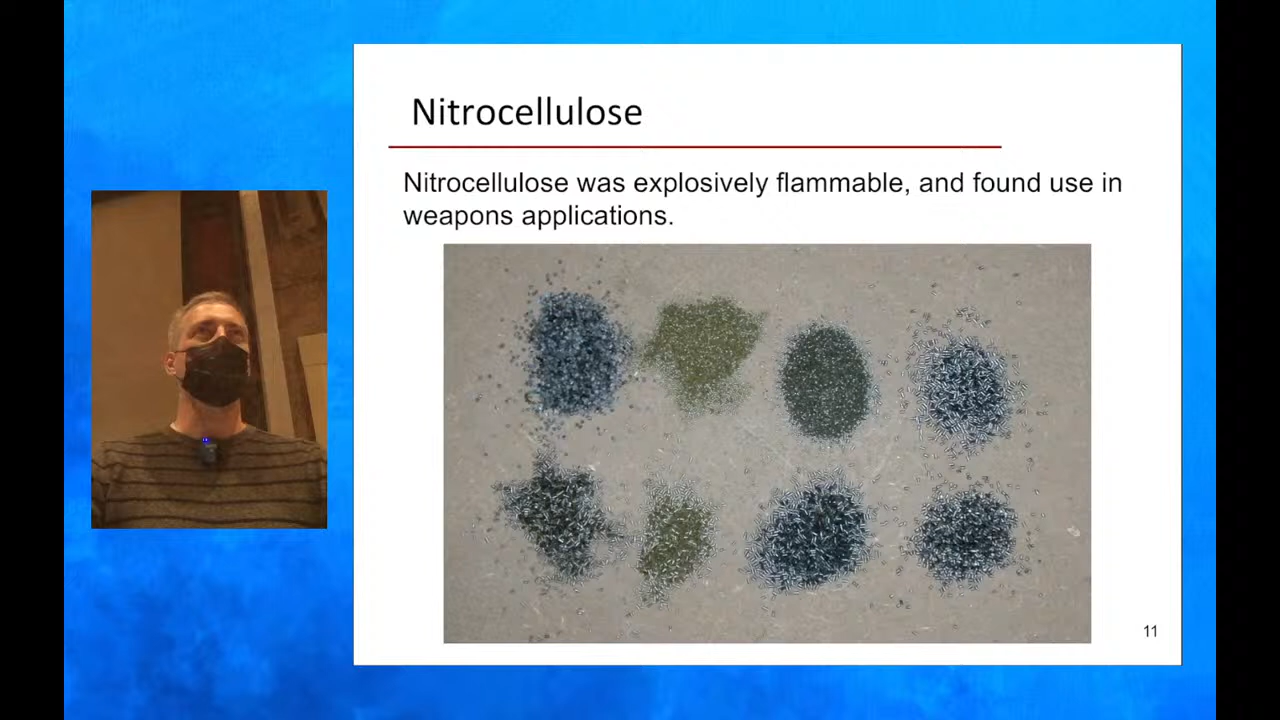 Nitrocellulose
Nitrocellulose was explosively flammable, and found use in
weapons applications.
11